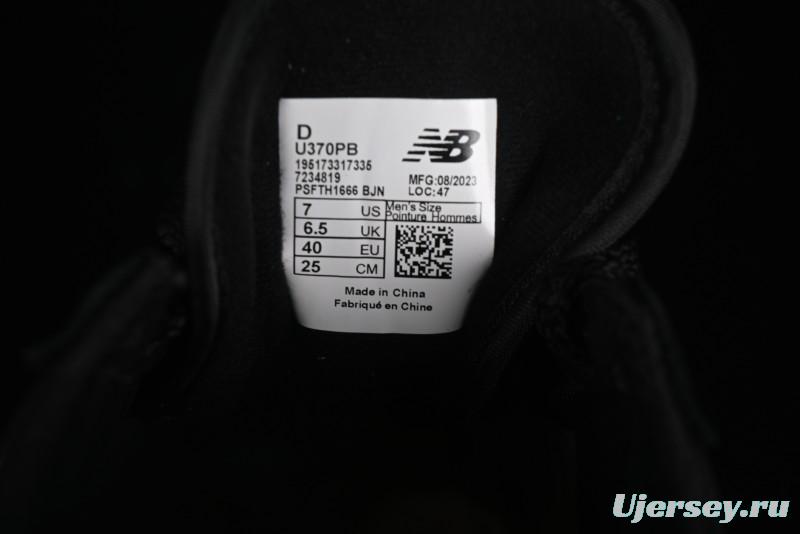 D
U370PB
195173317335
7234819
PSFTH1666 BJN
NB
MFG:08/2023
LOC:47
7 US
6.5 UK
40 EU
25 CM
Men's Size
Pointure Hommes
Made in China
Fabriqué en Chine
Ujersey.ru